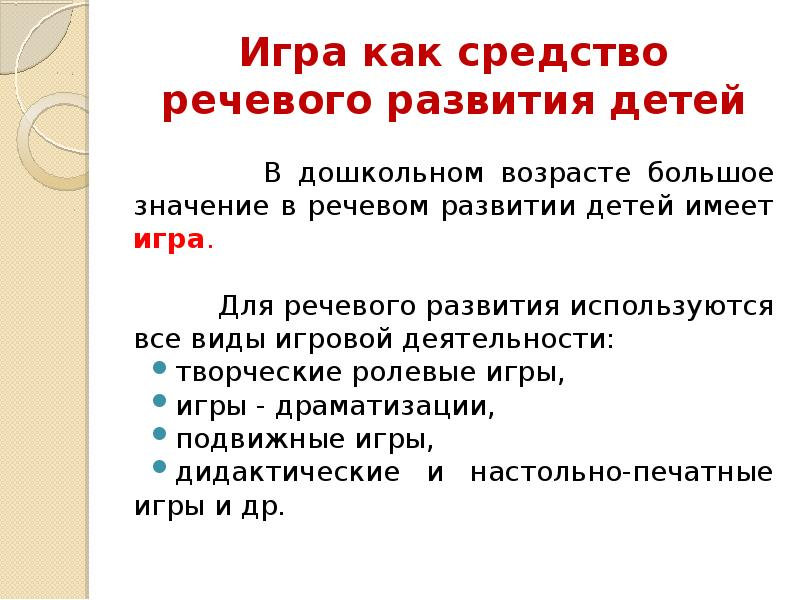 Игра как средство
речевого развития детей
В дошкольном возрасте большое
значение в речевом развитии детей имеет
игра.
Для речевого развития используются
все виды игровой деятельности:
творческие ролевые игры,
игры - драматизации,
подвижные игры,
дидактические и настольно-печатные
игры и др.